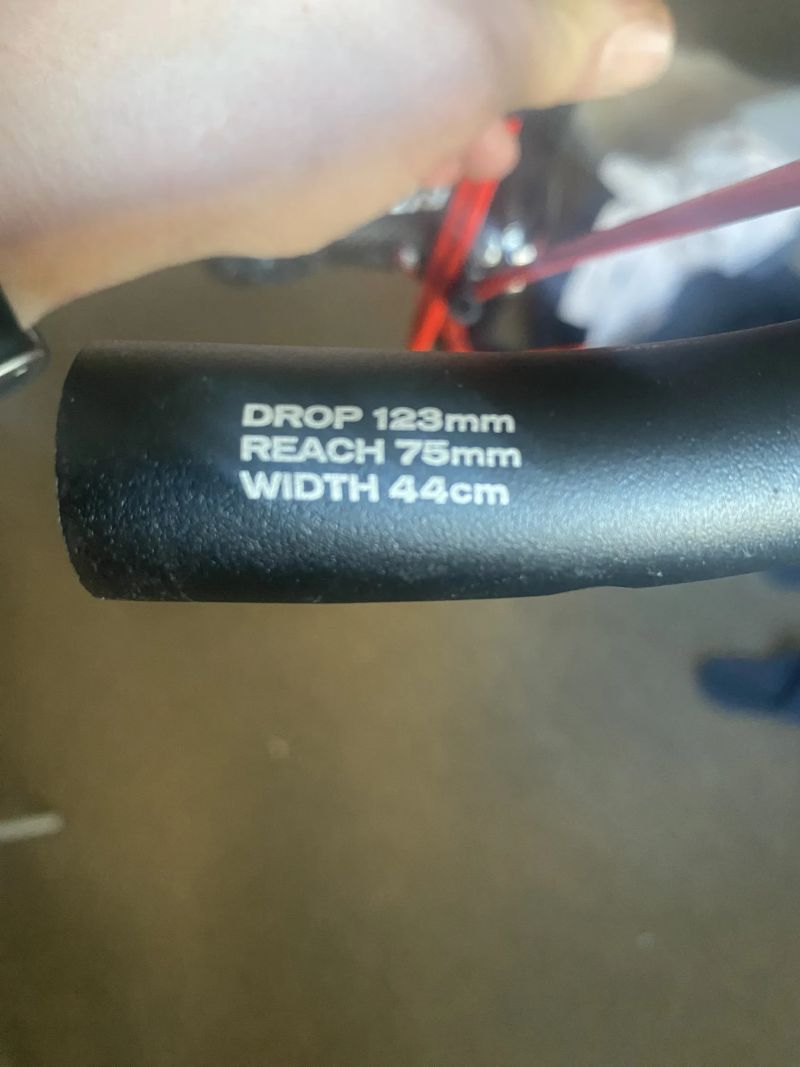 DROP 123mm
REACH 75mm
WIDTH 44cm